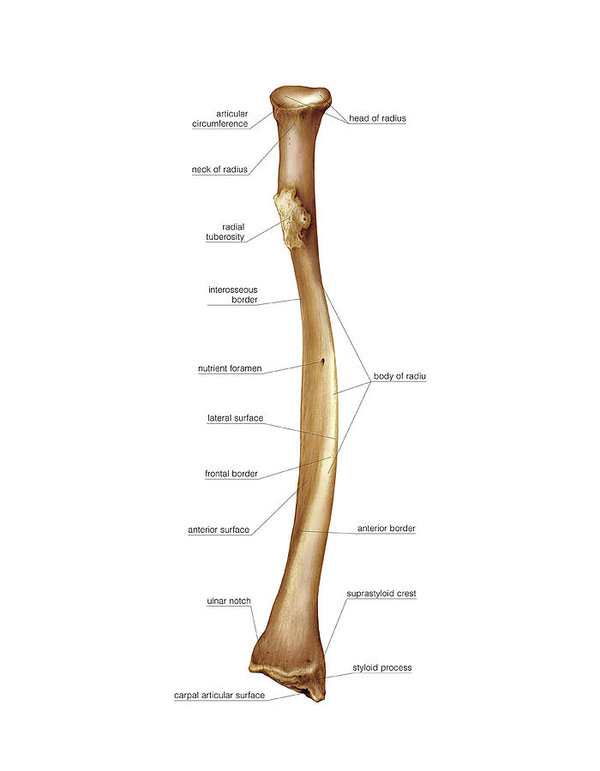 articular
circumference
head of radius
neck of radius
radial
tuberosity
interosseous
border
nutrient foramen
body of radiu
lateral surface
frontal border
anterior surface
anterior border
suprastyloid crest
ulnar notch
styloid process
carpal articular surface